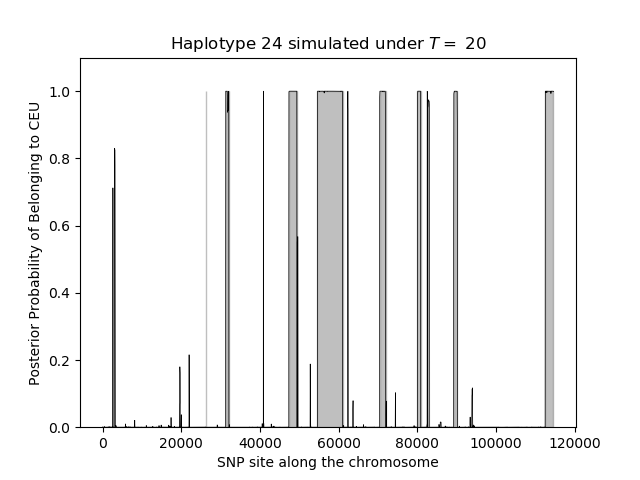 Haplotype 24 simulated under T = 20
Posterior Probability of Belonging to CEU
1.0
0.8
0.6
0.4
0.2
0.0
0 20000 40000 60000 80000 100000 120000
SNP site along the chromosome